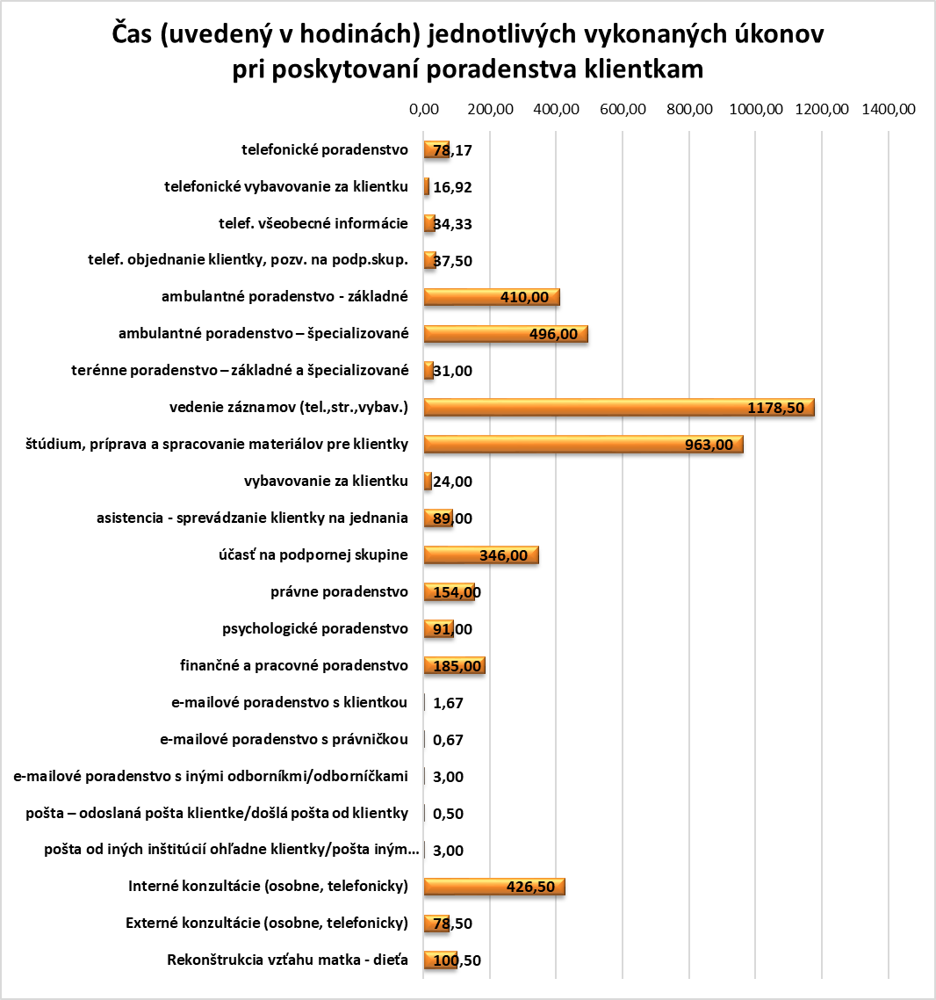 Čas (uvedený v hodinách) jednotlivých vykonaných úkonov
pri poskytovaní poradenstva klientkam
0,00 200,00 400,00 600,00 800,00 1000,00 1200,00 1400,00
telefonické poradenstvo 78,17
telefonické vybavovanie za klientku 16,92
telef. všeobecné informácie 34,33
telef. objednanie klientky, pozv. na podp.skup. 37,50
ambulantné poradenstvo - základné 410,00
ambulantné poradenstvo – špecializované 496,00
terénne poradenstvo – základné a špecializované 31,00
vedenie záznamov (tel.,str.,vybav.) 1178,50
štúdium, príprava a spracovanie materiálov pre klientky 963,00
vybavovanie za klientku 24,00
asistencia - sprevádzanie klientky na jednania 89,00
účasť na podpornej skupine 346,00
právne poradenstvo 154,00
psychologické poradenstvo 91,00
finančné a pracovné poradenstvo 185,00
e-mailové poradenstvo s klientkou 1,67
e-mailové poradenstvo s právničkou 0,67
e-mailové poradenstvo s inými odborníkmi/odborníčkami 3,00
pošta – odoslaná pošta klientke/došlá pošta od klientky 0,50
pošta od iných inštitúcií ohľadne klientky/pošta iným... 3,00
Interné konzultácie (osobne, telefonicky) 426,50
Externé konzultácie (osobne, telefonicky) 78,50
Rekonštrukcia vzťahu matka - dieťa 100,50